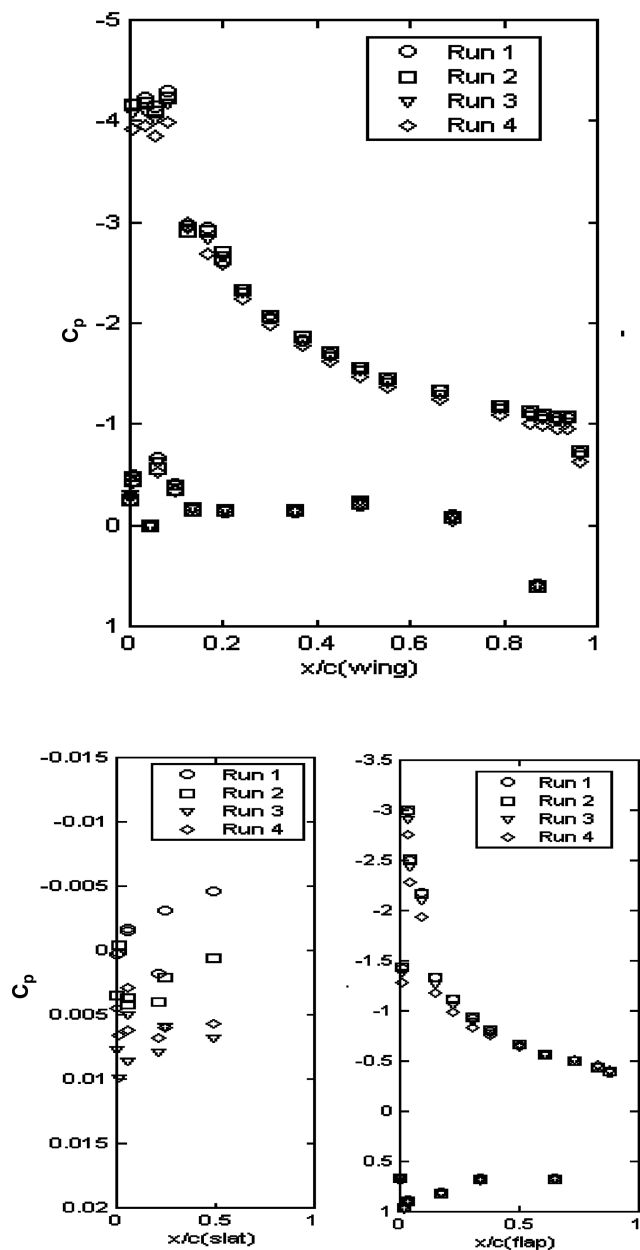 -5
Run 1
Run 2
Run 3
Run 4
-4
-3
-2
-1
0
1
Cp
0 0.2 0.4 0.6 0.8 1
x/c(wing)
-0.015
-0.01
-0.005
0
0.005
0.01
0.015
0.02
Cp
Run 1
Run 2
Run 3
Run 4
0 0.5 1
x/c(slat)
-3.5
-3
-2.5
-2
-1.5
-1
-0.5
0
0.5
1
Run 1
Run 2
Run 3
Run 4
0 0.5 1
x/c(flap)